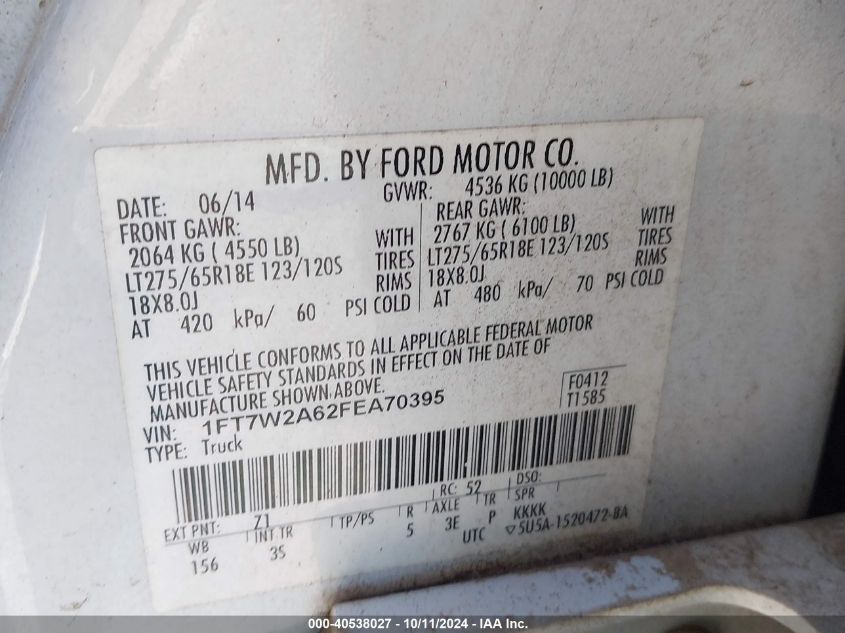 MFD. BY FORD MOTOR CO.
DATE: 06/14 GVWR: 4536 KG (10000 LB)
FRONT GAWR: REAR GAWR:
2064 KG ( 4550 LB) WITH 2767 KG ( 6100 LB) WITH
LT275/65R18E 123/120S TIRES LT275/65R18E 123/120S TIRES
18X8.0J RIMS 18X8.0J RIMS
AT 420 kPa/ 60 PSI COLD AT 480 kPa/ 70 PSI COLD
THIS VEHICLE CONFORMS TO ALL APPLICABLE FEDERAL MOTOR
VEHICLE SAFETY STANDARDS IN EFFECT ON THE DATE OF
MANUFACTURE SHOWN ABOVE.
VIN: 1FT7W2A62FEA70395 F0412
TYPE: Truck T1585
EXT PNT: Z1 RC: 52 DSO:
WB INT TR TP/PS R AXLE TR SPR
156 3S 5 3E P KKKK
UTC ▽5U5A-1520472-BA
000-40538027 - 10/11/2024 - IAA Inc.